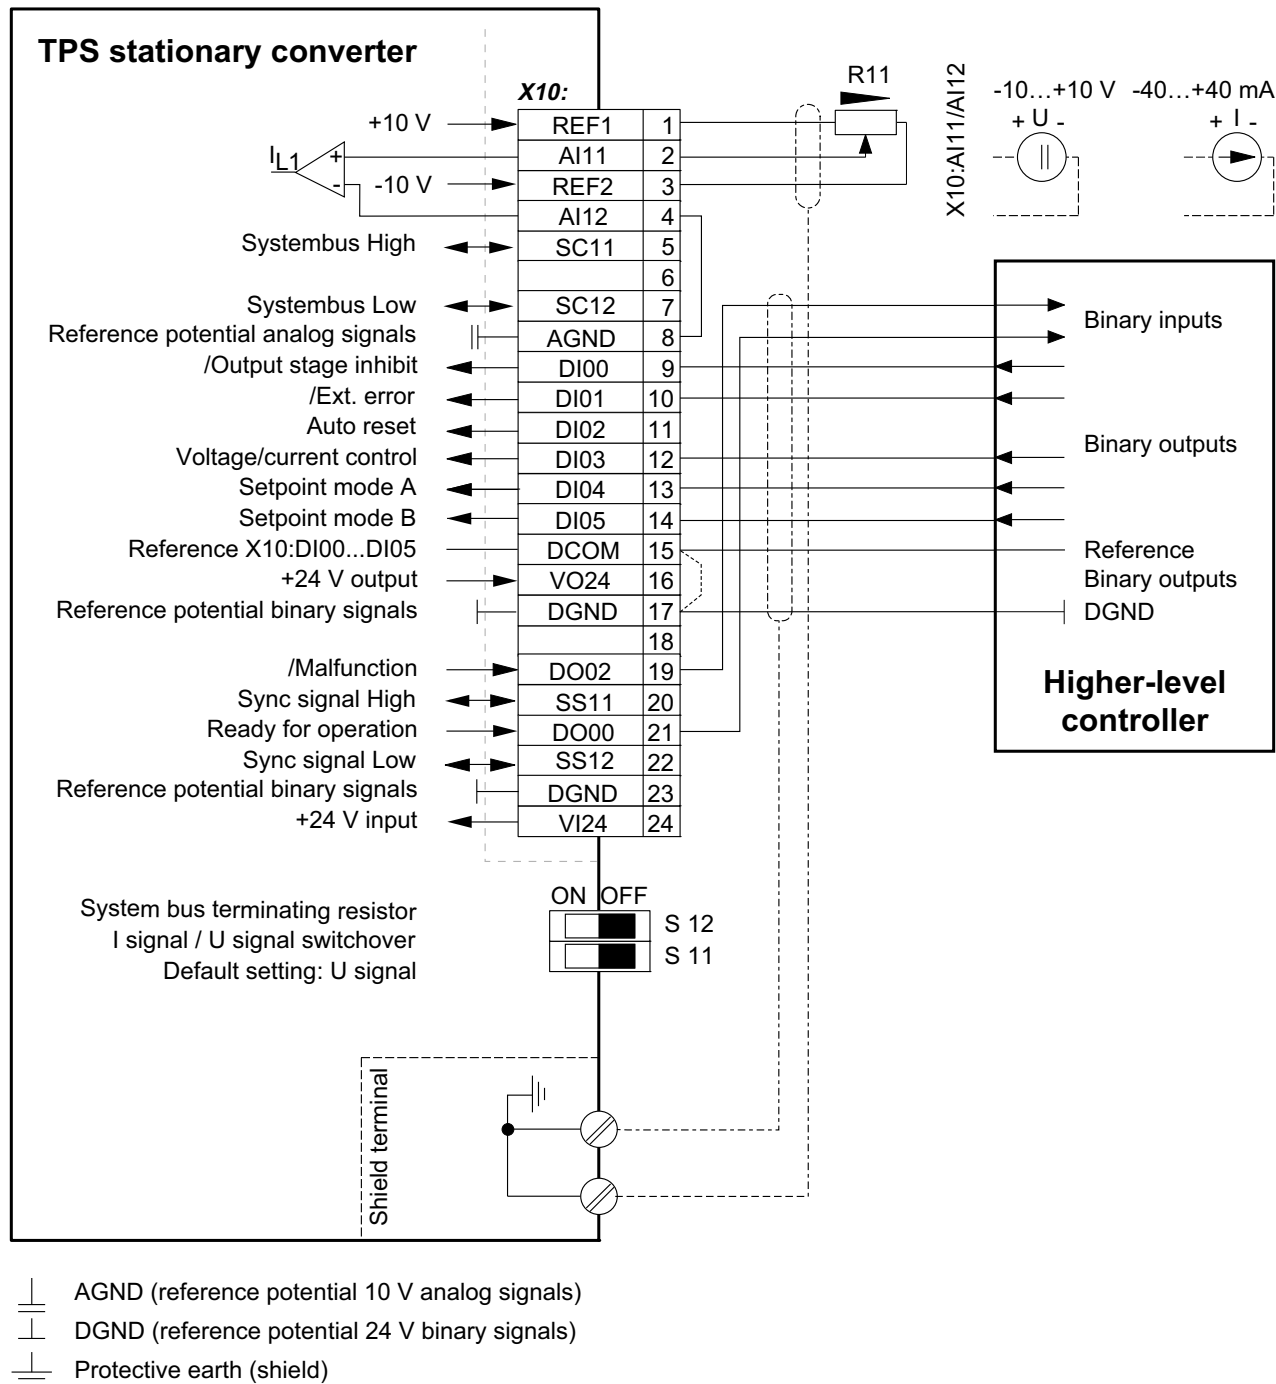 TPS stationary converter
X10:
R11
X10:AI11/AI12
-10...+10 V
-40...+40 mA
+ U -
+ I -
+10 V REF1 1
IL1
+ AI11 2
-10 V REF2 3
- AI12 4
Systembus High SC11 5
6
Systembus Low SC12 7
Reference potential analog signals AGND 8
/Output stage inhibit DI00 9
/Ext. error DI01 10
Auto reset DI02 11
Voltage/current control DI03 12
Setpoint mode A DI04 13
Setpoint mode B DI05 14
Reference X10:DI00...DI05 DCOM 15
+24 V output VO24 16
Reference potential binary signals DGND 17
18
/Malfunction DO02 19
Sync signal High SS11 20
Ready for operation DO00 21
Sync signal Low SS12 22
Reference potential binary signals DGND 23
+24 V input VI24 24
Binary inputs
Binary outputs
Reference
Binary outputs
DGND
Higher-level
controller
ON OFF
System bus terminating resistor S 12
I signal / U signal switchover S 11
Default setting: U signal
Shield terminal
AGND (reference potential 10 V analog signals)
DGND (reference potential 24 V binary signals)
Protective earth (shield)